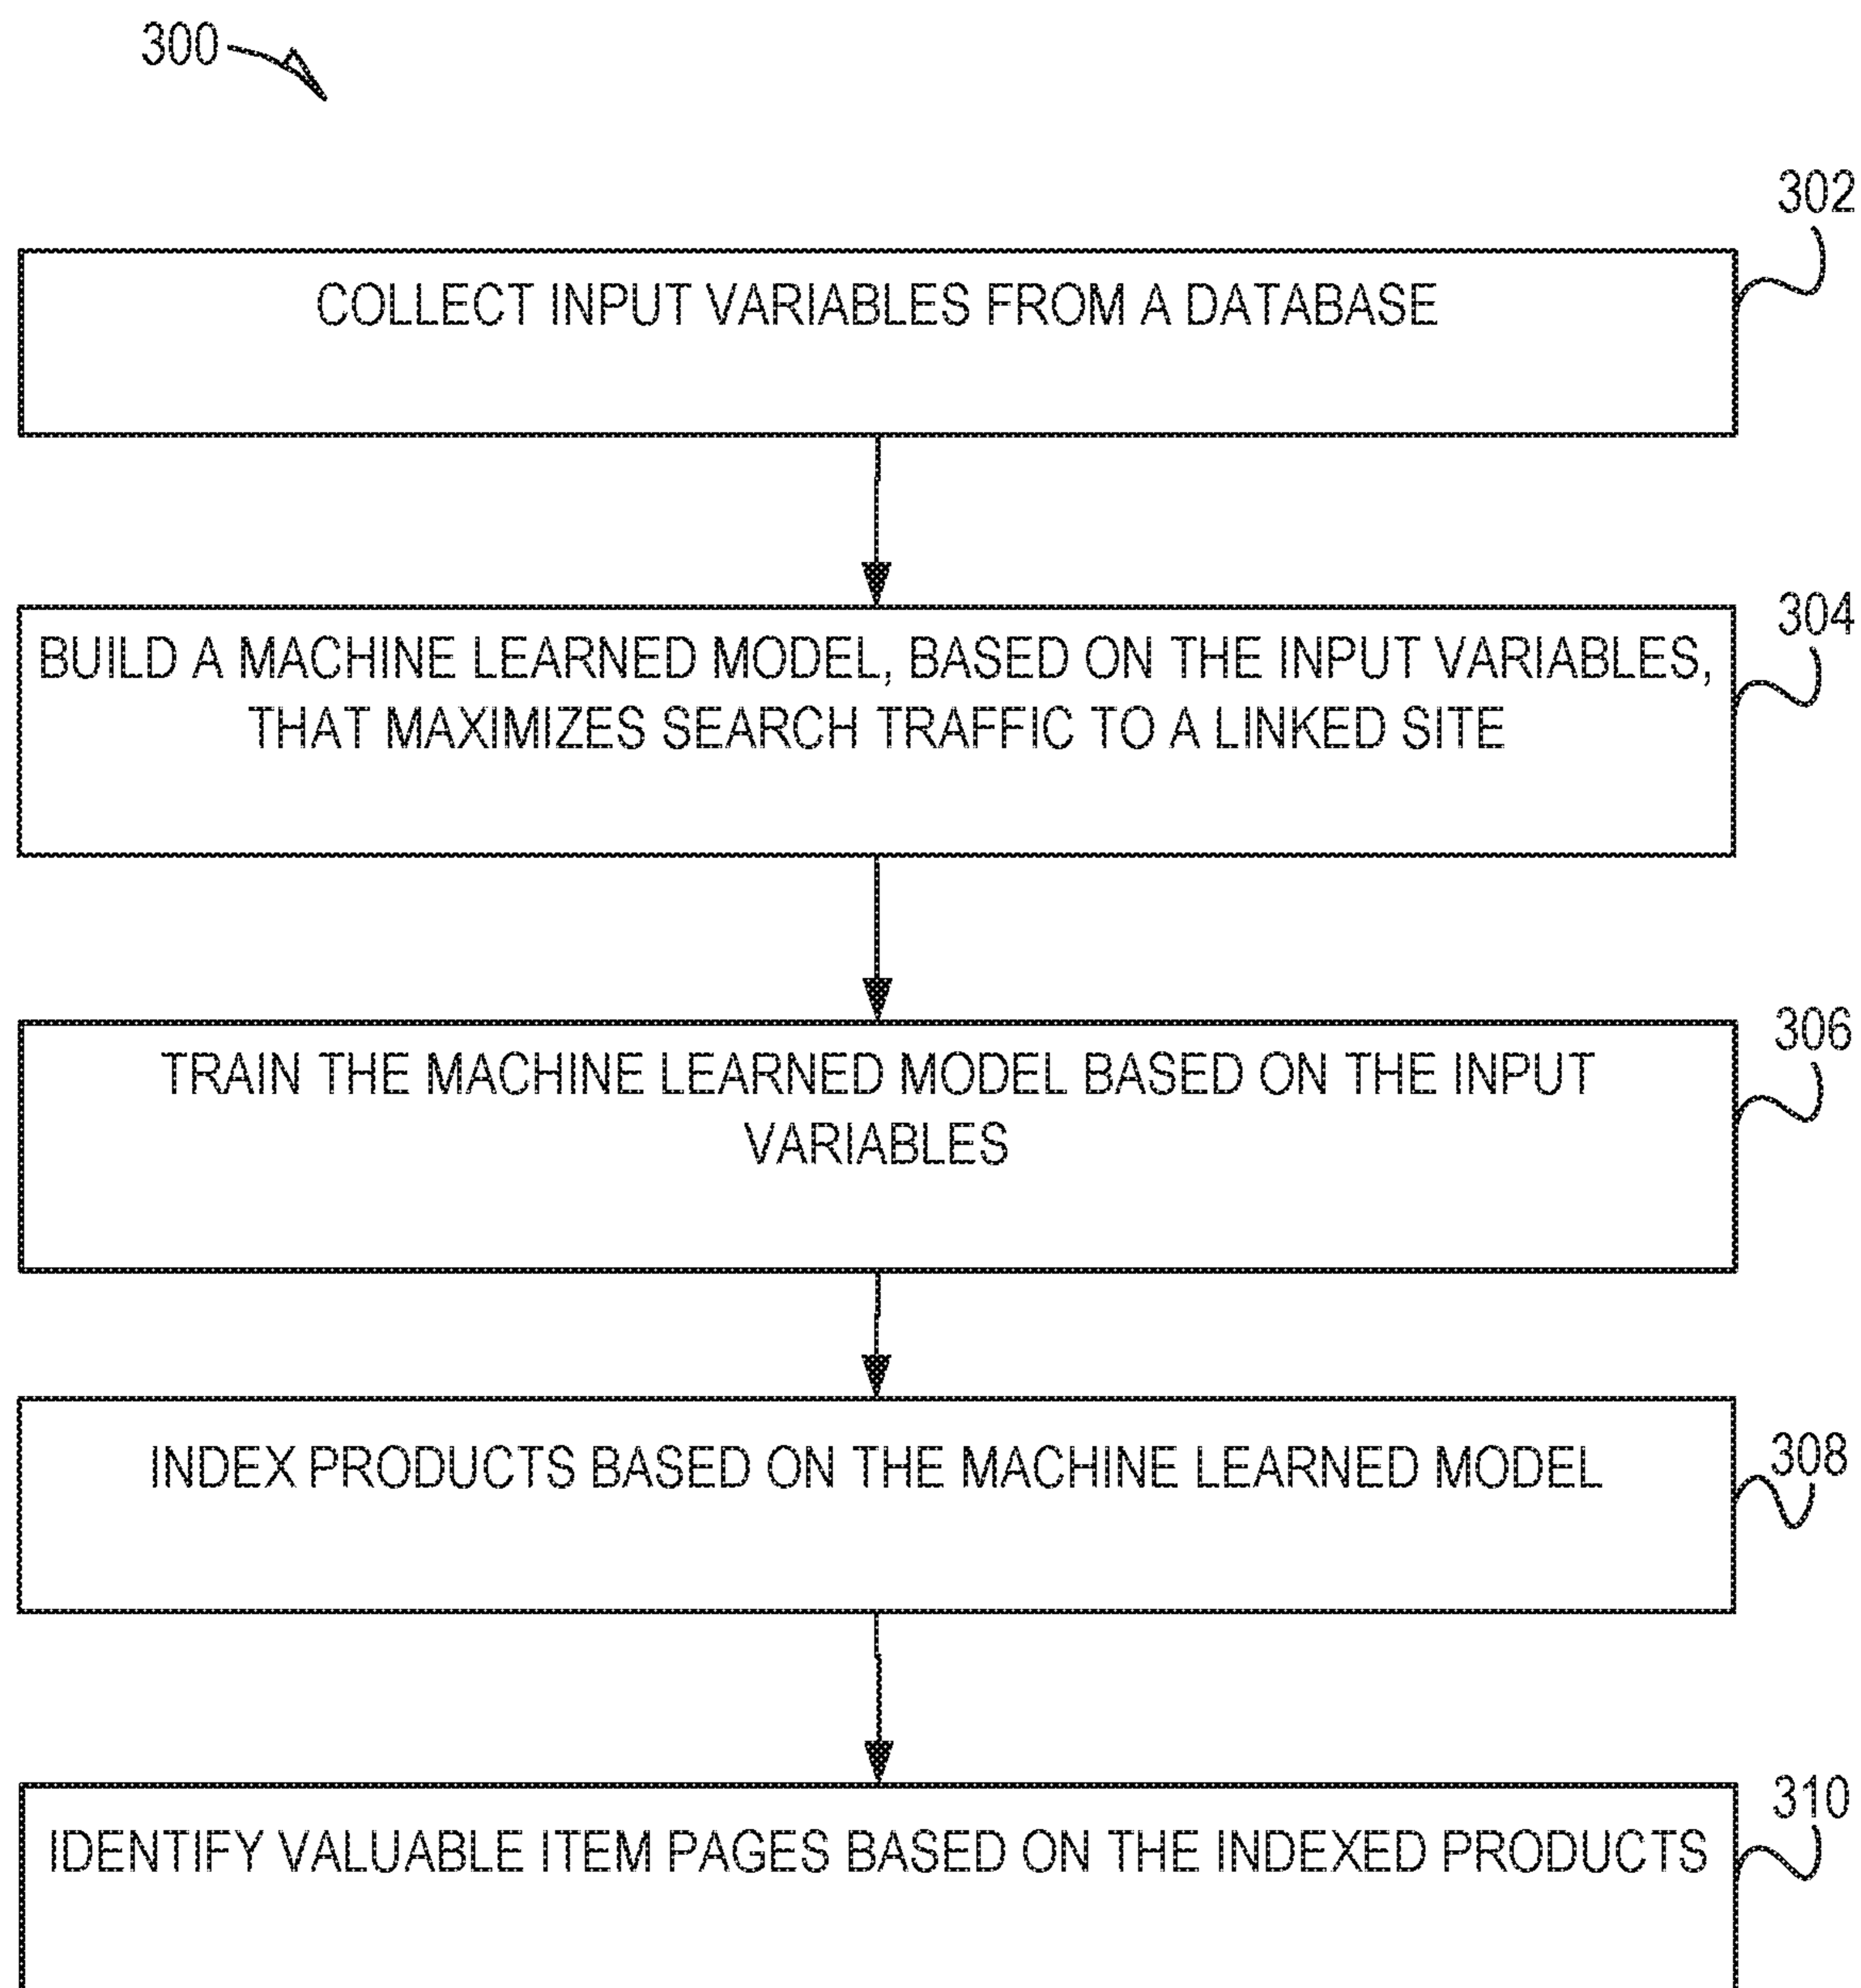 300
302
COLLECT INPUT VARIABLES FROM A DATABASE
304
BUILD A MACHINE LEARNED MODEL, BASED ON THE INPUT VARIABLES,
THAT MAXIMIZES SEARCH TRAFFIC TO A LINKED SITE
306
TRAIN THE MACHINE LEARNED MODEL BASED ON THE INPUT
VARIABLES
308
INDEX PRODUCTS BASED ON THE MACHINE LEARNED MODEL
310
IDENTIFY VALUABLE ITEM PAGES BASED ON THE INDEXED PRODUCTS